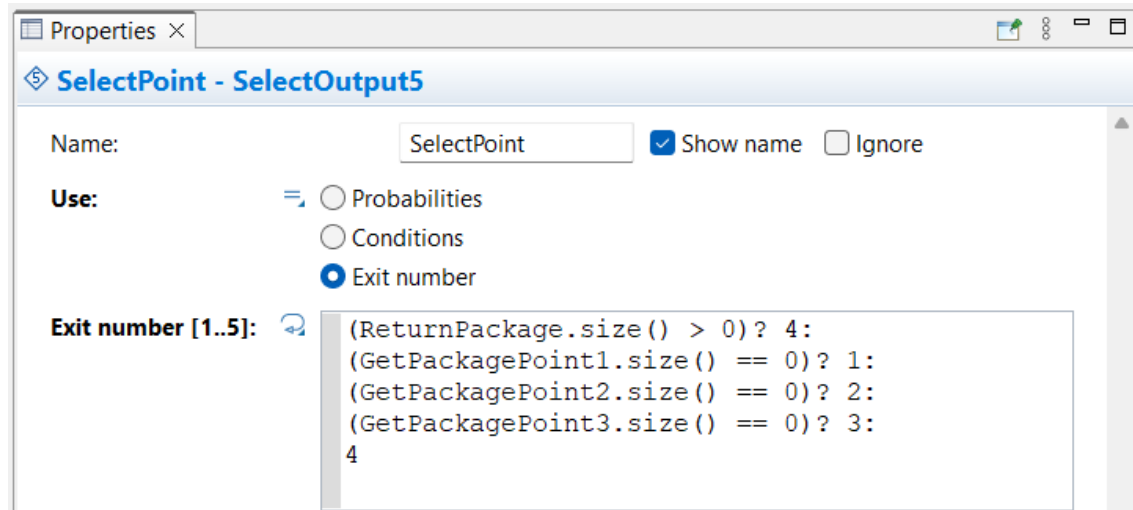 Properties
SelectPoint - SelectOutput5
Name: SelectPoint Show name Ignore
Use: Probabilities
Conditions
Exit number
Exit number [1..5]: (ReturnPackage.size() > 0)? 4:
(GetPackagePoint1.size() == 0)? 1:
(GetPackagePoint2.size() == 0)? 2:
(GetPackagePoint3.size() == 0)? 3:
4